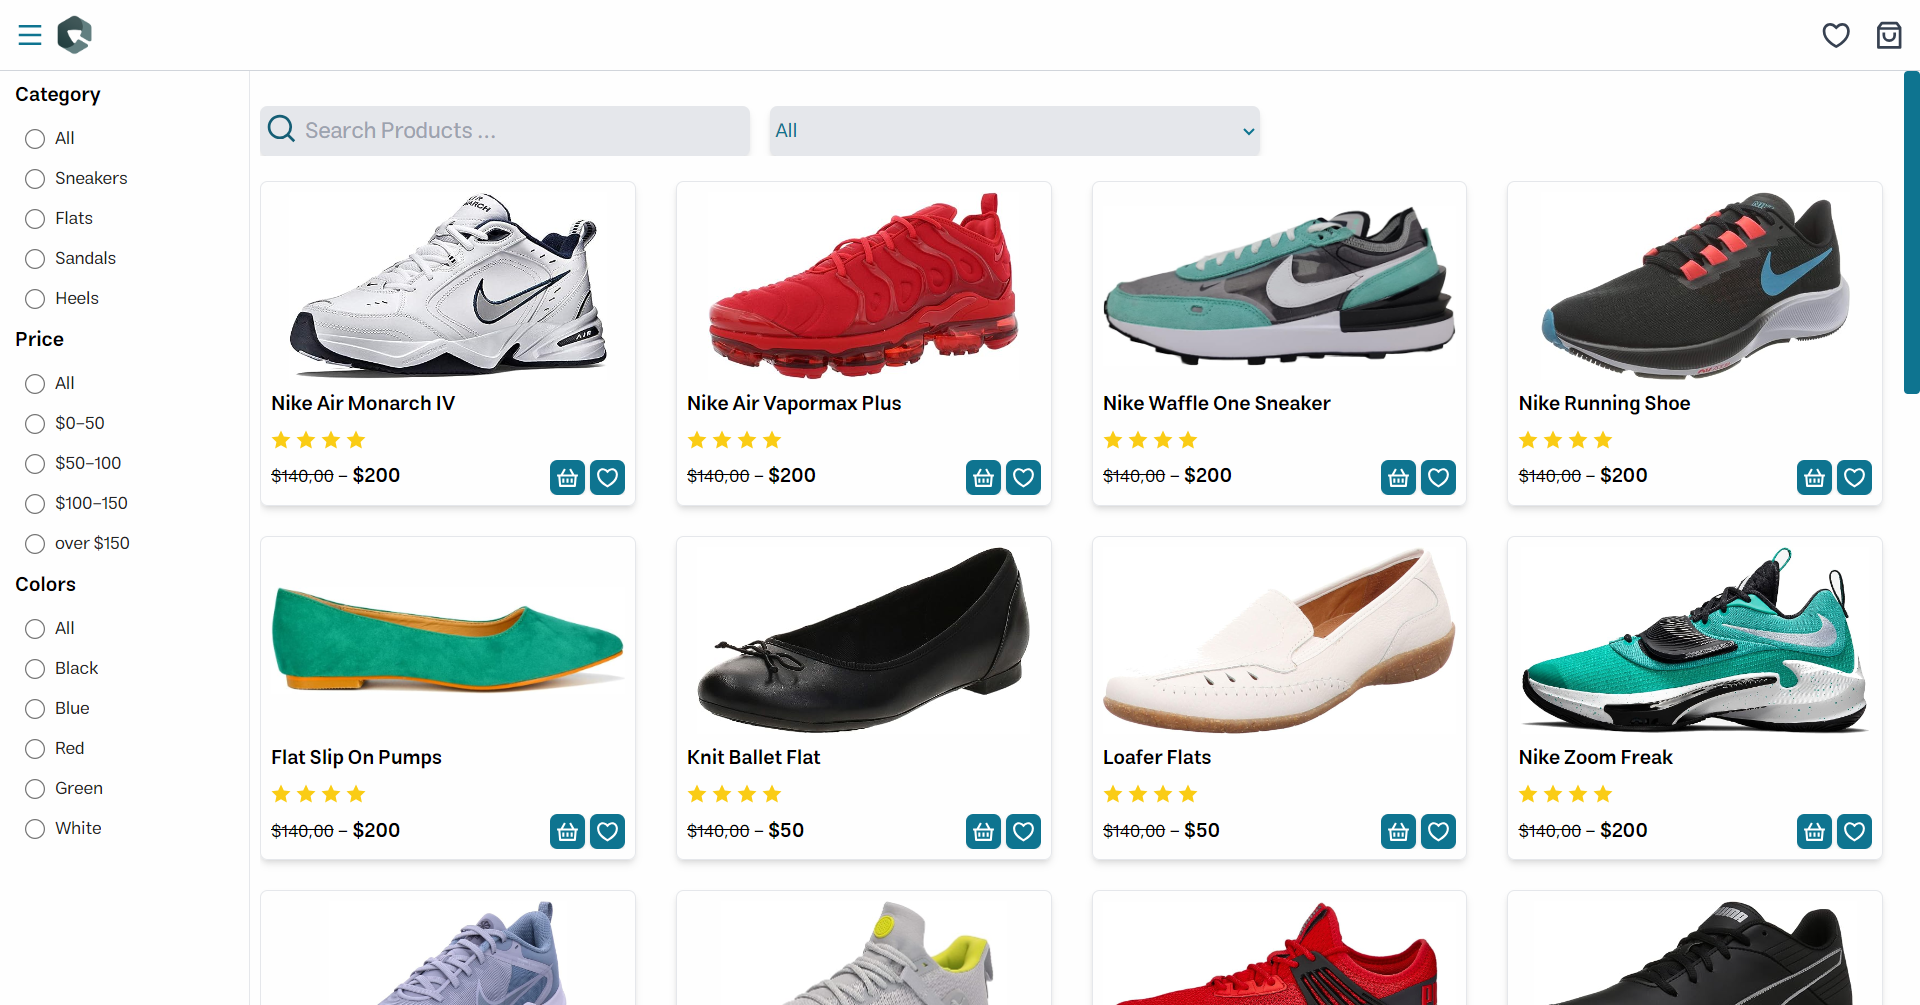 Category
All
Sneakers
Flats
Sandals
Heels
Price
All
$0-50
$50-100
$100-150
over $150
Colors
All
Black
Blue
Red
Green
White
Search Products ...
All
Nike Air Monarch IV
$140,00 - $200
Nike Air Vapormax Plus
$140,00 - $200
Nike Waffle One Sneaker
$140,00 - $200
Nike Running Shoe
$140,00 - $200
Flat Slip On Pumps
$140,00 - $200
Knit Ballet Flat
$140,00 - $50
Loafer Flats
$140,00 - $50
Nike Zoom Freak
$140,00 - $200
PUMA